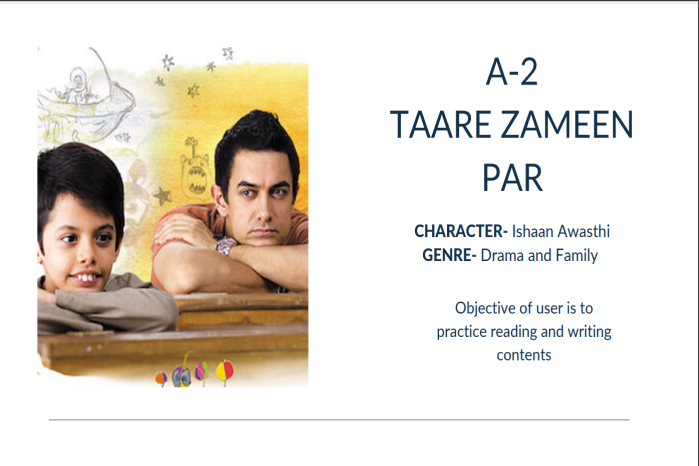 A-2
TAARE ZAMEEN
PAR
CHARACTER- Ishaan Awasthi
GENRE- Drama and Family
Objective of user is to
practice reading and writing
contents